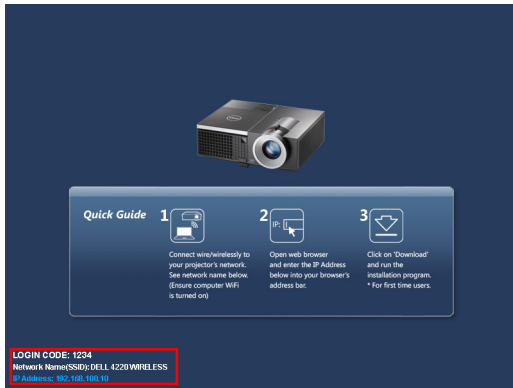 DELL
Quick Guide
1
IP:
2
3
Connect wire/wirelessly to
your projector's network.
See network name below.
(Ensure computer WiFi
is turned on)
Open web browser
and enter the IP Address
below into your browser's
address bar.
Click on 'Download'
and run the
installation program.
* For first time users.
LOGIN CODE: 1234
Network Name(SSID): DELL 4220 WIRELESS
IP Address: 192.168.100.10